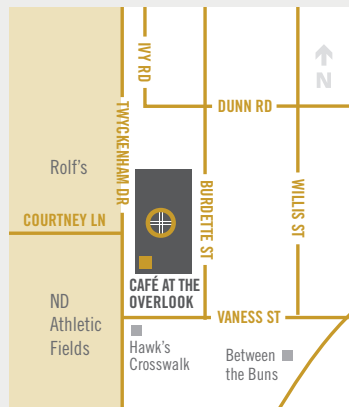 IVY RD
N
DUNN RD
TWYCKENHAM DR
Rolf's
BURDETTE ST
WILLIS ST
COURTNEY LN
CAFÉ AT THE
OVERLOOK
ND
Athletic
Fields
VANESS ST
Hawk's
Crosswalk
Between
the Buns